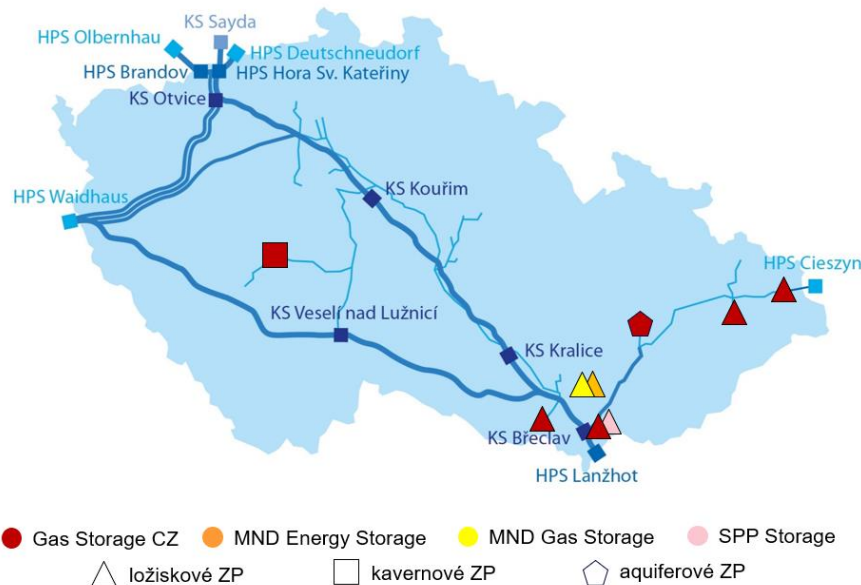 KS Sayda
HPS Olbernhau
HPS Deutschneudorf
HPS Brandov
HPS Hora Sv. Kateřiny
KS Otvice
KS Kouřim
HPS Waidhaus
HPS Cieszyn
KS Veselí nad Lužnicí
KS Kralice
KS Břeclav
HPS Lanžhot
Gas Storage CZ
MND Energy Storage
MND Gas Storage
SPP Storage
ložiskové ZP
kavernové ZP
aquiferové ZP